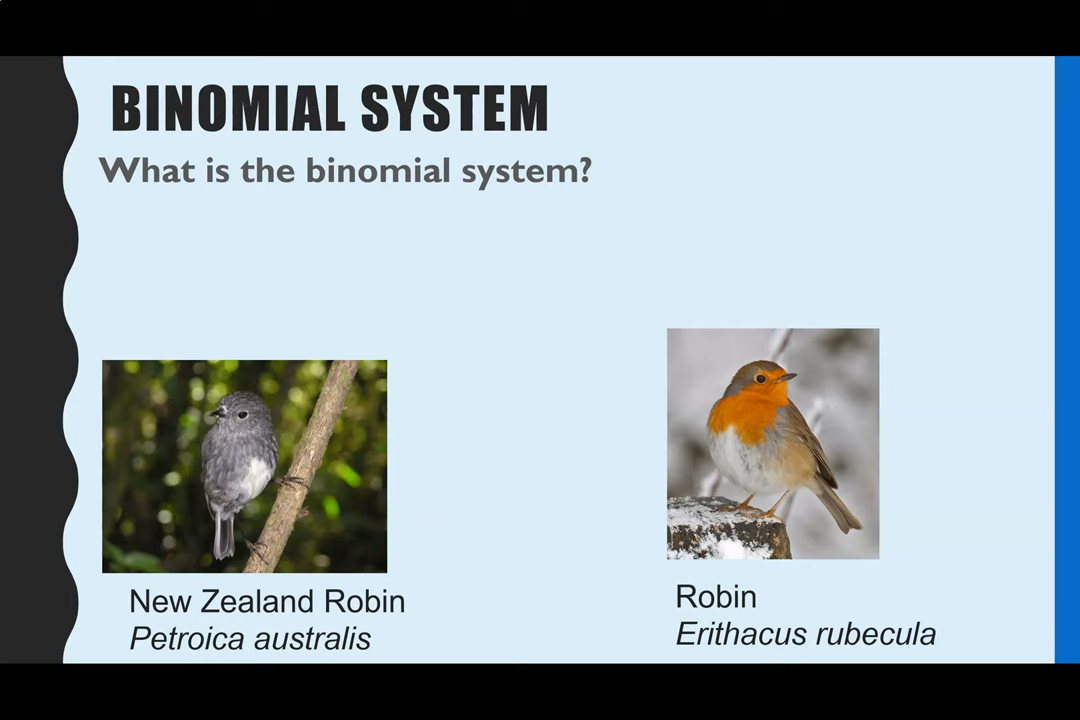 BINOMIAL SYSTEM
What is the binomial system?
New Zealand Robin
Petroica australis
Robin
Erithacus rubecula